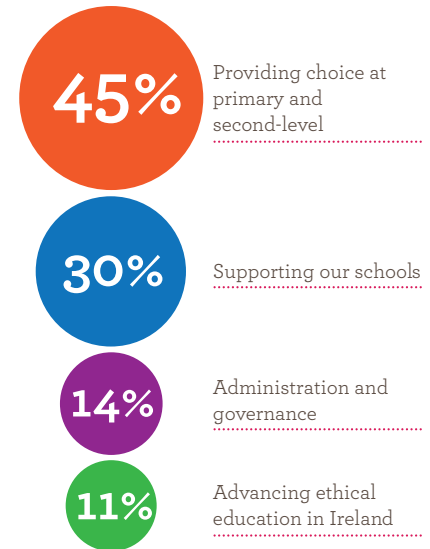 45%
Providing choice at
primary and
second-level
30%
Supporting our schools
14%
Administration and
governance
11%
Advancing ethical
education in Ireland